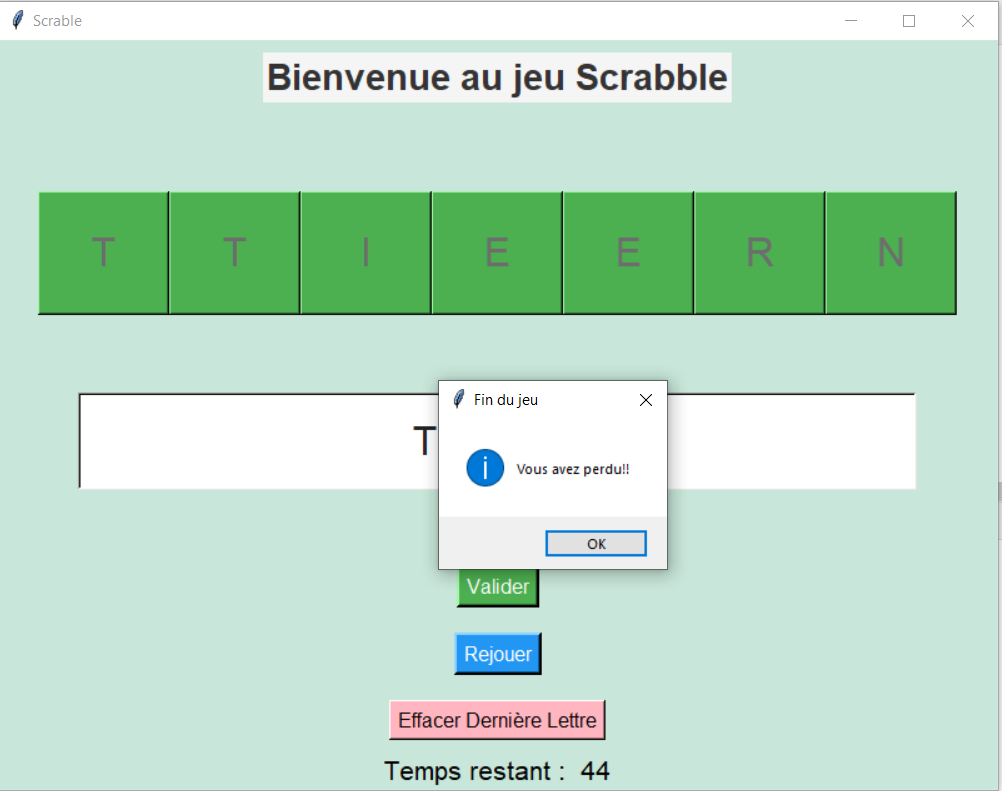 Scrable
Bienvenue au jeu Scrabble
T T I E E R N
Fin du jeu
T
Vous avez perdu!!
OK
Valider
Rejouer
Effacer Dernière Lettre
Temps restant : 44